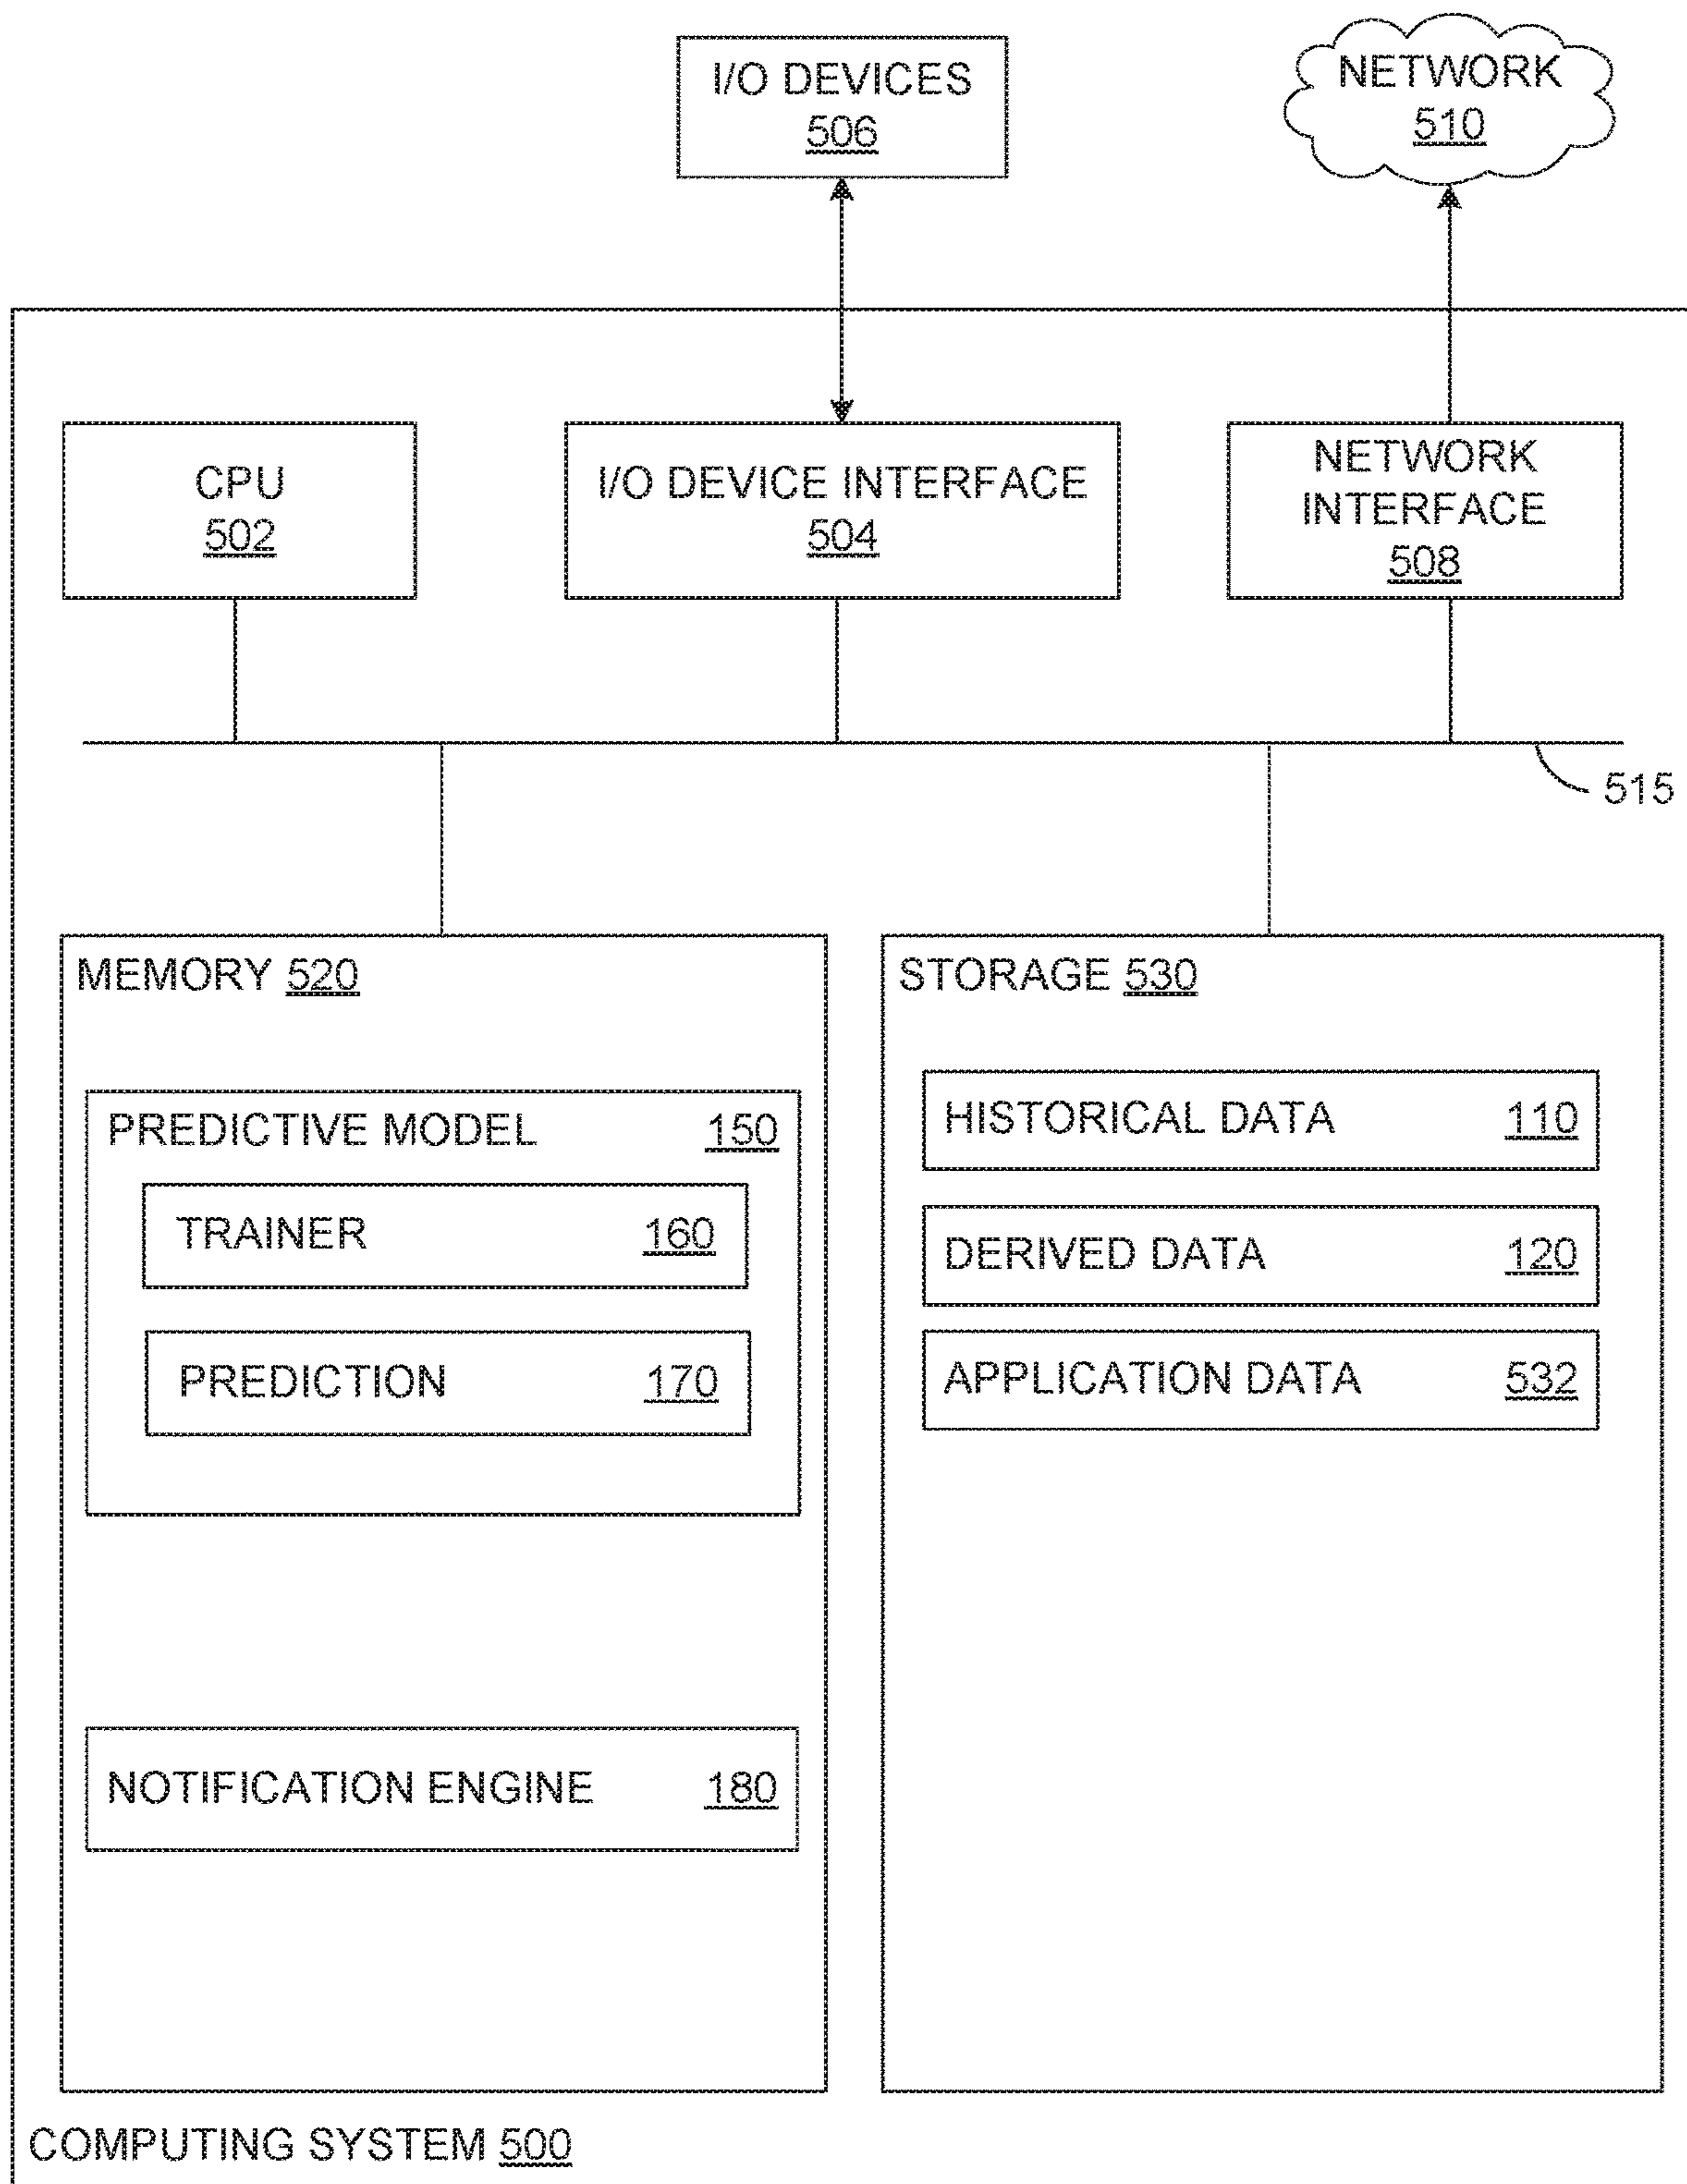 I/O DEVICES
506
NETWORK
510
CPU
502
I/O DEVICE INTERFACE
504
NETWORK
INTERFACE
508
515
MEMORY 520
PREDICTIVE MODEL 150
TRAINER 160
PREDICTION 170
NOTIFICATION ENGINE 180
STORAGE 530
HISTORICAL DATA 110
DERIVED DATA 120
APPLICATION DATA 532
COMPUTING SYSTEM 500